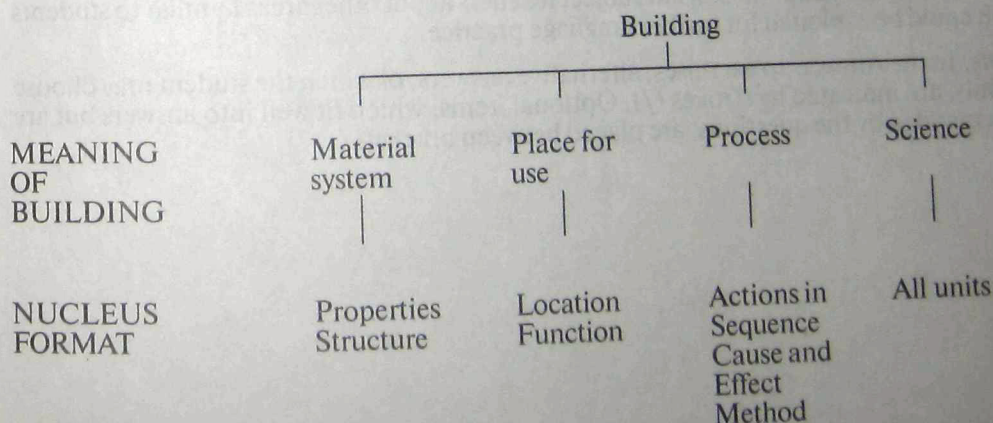 Building
MEANING
OF
BUILDING
Material
system
Place for
use
Process
Science
NUCLEUS
FORMAT
Properties
Structure
Location
Function
Actions in
Sequence
Cause and
Effect
Method
All units